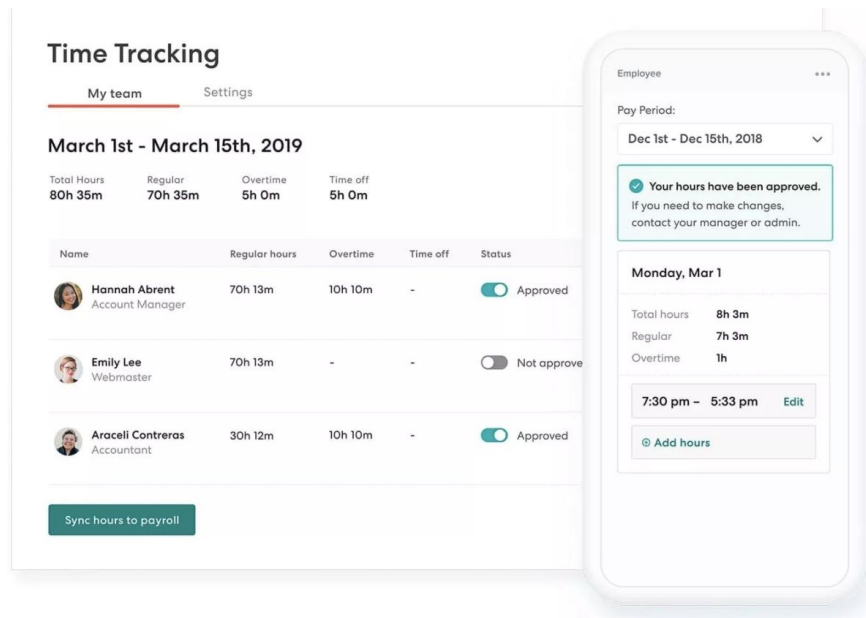 Time Tracking
My team Settings
March 1st - March 15th, 2019
Total Hours Regular Overtime Time off
80h 35m 70h 35m 5h 0m 5h 0m
Name Regular hours Overtime Time off Status
Hannah Abrent 70h 13m 10h 10m - Approved
Account Manager
Emily Lee 70h 13m - - Not approve
Webmaster
Araceli Contreras 30h 12m 10h 10m - Approved
Accountant
Sync hours to payroll
Employee
Pay Period:
Dec 1st - Dec 15th, 2018
Your hours have been approved.
If you need to make changes,
contact your manager or admin.
Monday, Mar 1
Total hours 8h 3m
Regular 7h 3m
Overtime 1h
7:30 pm – 5:33 pm Edit
Add hours